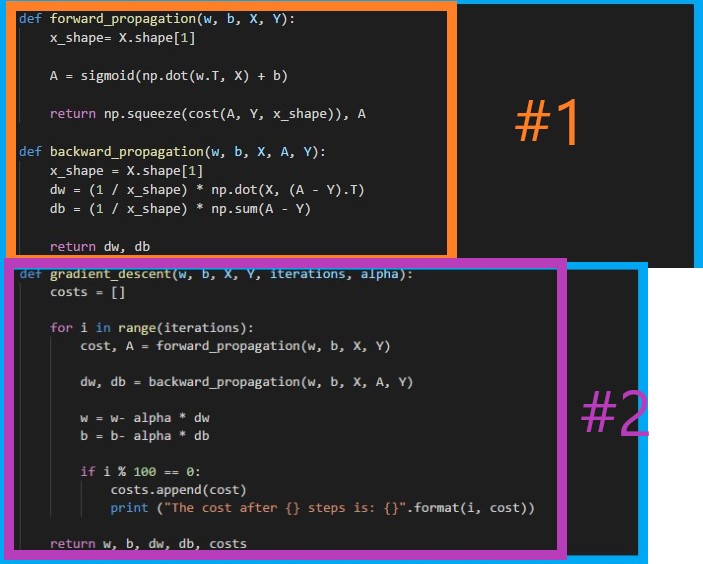 def forward_propagation(w, b, X, Y):
    x_shape= X.shape[1]
    A = sigmoid(np.dot(w.T, X) + b)
    return np.squeeze(cost(A, Y, x_shape)), A
#1
def backward_propagation(w, b, X, A, Y):
    x_shape = X.shape[1]
    dw = (1 / x_shape) * np.dot(X, (A - Y).T)
    db = (1 / x_shape) * np.sum(A - Y)
    return dw, db
def gradient_descent(w, b, X, Y, iterations, alpha):
    costs = []
    for i in range(iterations):
        cost, A = forward_propagation(w, b, X, Y)
        dw, db = backward_propagation(w, b, X, A, Y)
        w = w- alpha * dw
        b = b- alpha * db
#2
        if i % 100 == 0:
            costs.append(cost)
            print ("The cost after {} steps is: {}".format(i, cost))
    return w, b, dw, db, costs